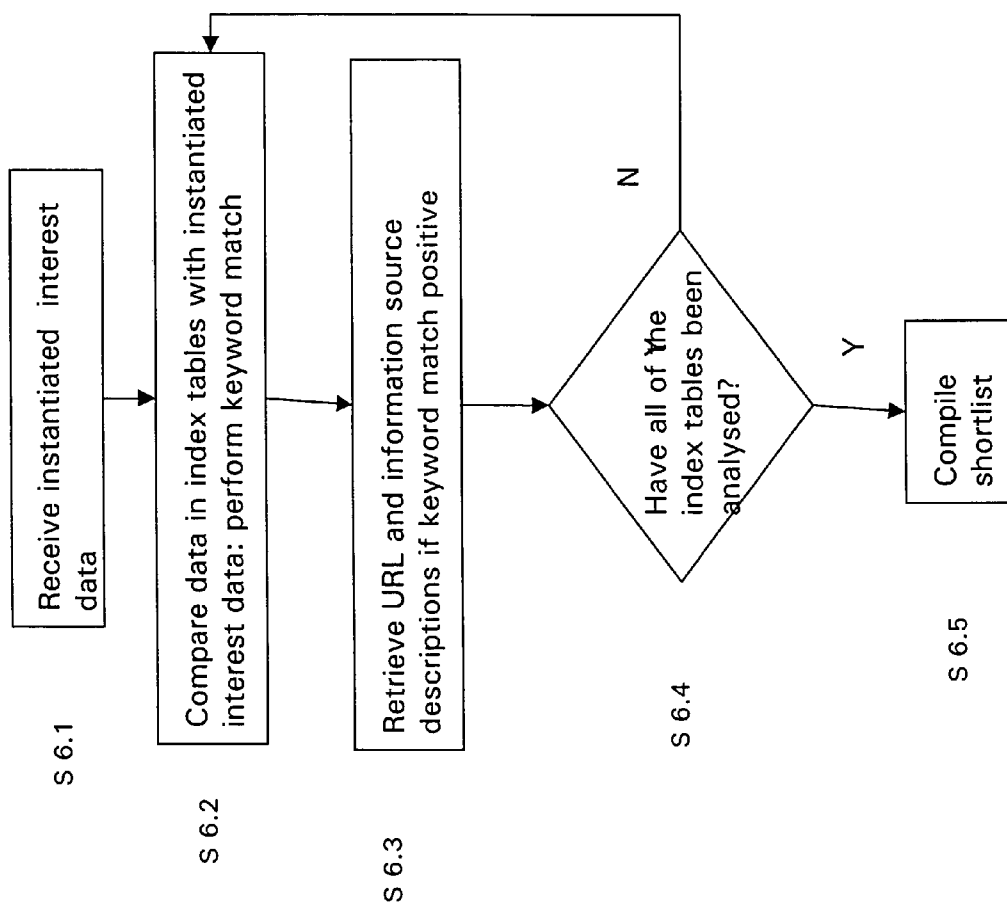 S 6.1
Receive instantiated interest
data
S 6.2
Compare data in index tables with instantiated
interest data: perform keyword match
S 6.3
Retrieve URL and information source
descriptions if keyword match positive
S 6.4
Have all of the
index tables been
analysed?
N
Y
Y
S 6.5
Compile
shortlist